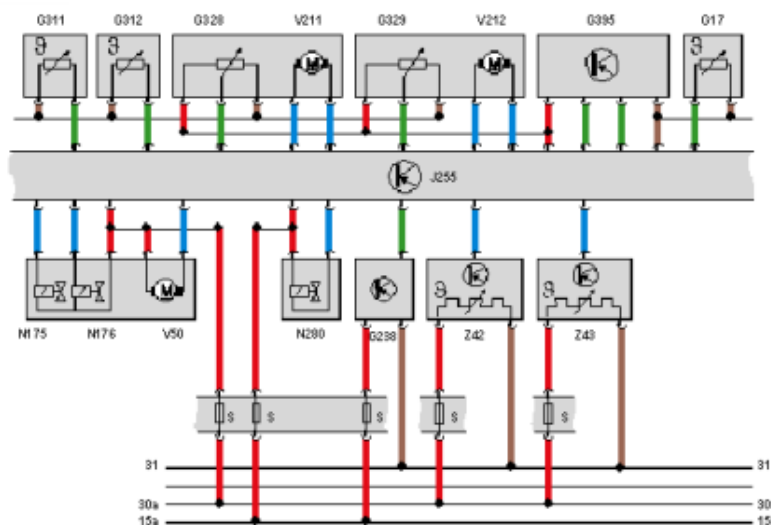 G311 G312 G328 V211 G329 V212 G395 G17
M M
J255
M
N175 N176 V50 N280 G238 Z42 Z43
S S S S S
31 31
30a 30
15a 15